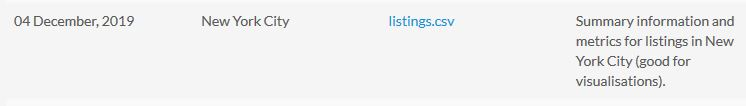 04 December, 2019 New York City listings.csv Summary information and
metrics for listings in New
York City (good for
visualisations).